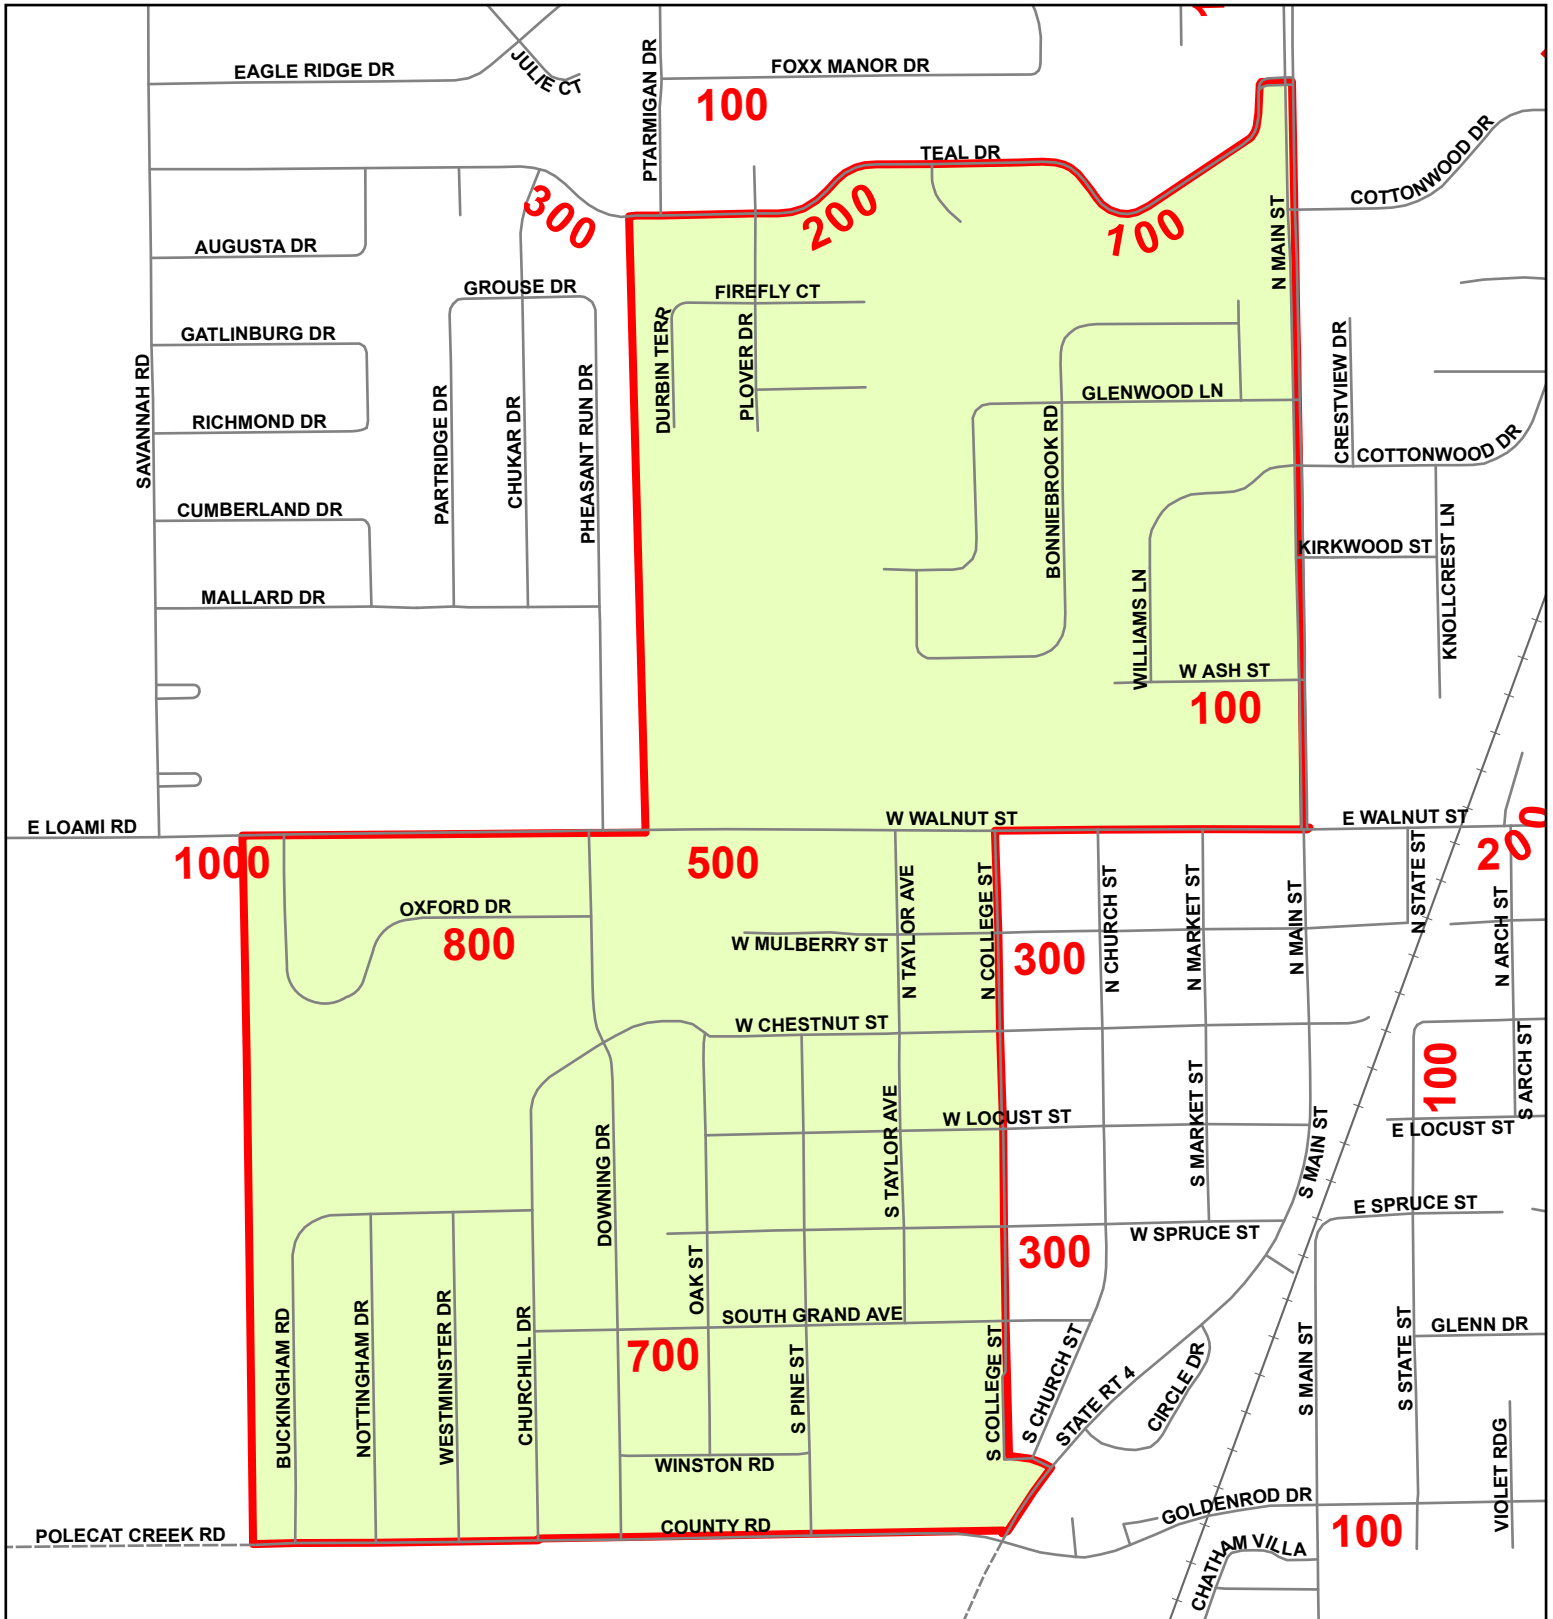 EAGLE RIDGE DR
JULIE CT
PTARMIGAN DR
FOXX MANOR DR
100
TEAL DR
COTTONWOOD DR
300
200
100
AUGUSTA DR
N MAIN ST
GROUSE DR
FIREFLY CT
GATLINBURG DR
DURBIN TERR
PLOVER DR
CRESTVIEW DR
SAVANNAH RD
PARTRIDGE DR
CHUKAR DR
PHEASANT RUN DR
GLENWOOD LN
RICHMOND DR
BONNIEBROOK RD
COTTONWOOD DR
CUMBERLAND DR
KIRKWOOD ST
KNOLLCREST LN
MALLARD DR
WILLIAMS LN
W ASH ST
100
E LOAMI RD
W WALNUT ST
E WALNUT ST
1000
500
200
OXFORD DR
800
W MULBERRY ST
N TAYLOR AVE
N COLLEGE ST
300
N CHURCH ST
N MARKET ST
N MAIN ST
N STATE ST
N ARCH ST
W CHESTNUT ST
100
S ARCH ST
S TAYLOR AVE
W LOCUST ST
S MARKET ST
S MAIN ST
E LOCUST ST
DOWNING DR
E SPRUCE ST
W SPRUCE ST
300
OAK ST
BUCKINGHAM RD
NOTTINGHAM DR
WESTMINISTER DR
CHURCHILL DR
SOUTH GRAND AVE
700
S PINE ST
S COLLEGE ST
S CHURCH ST
STATE RT 4
CIRCLE DR
S MAIN ST
S STATE ST
GLENN DR
WINSTON RD
VIOLET RDG
GOLDENROD DR
POLECAT CREEK RD
COUNTY RD
100
CHATHAM VILLA